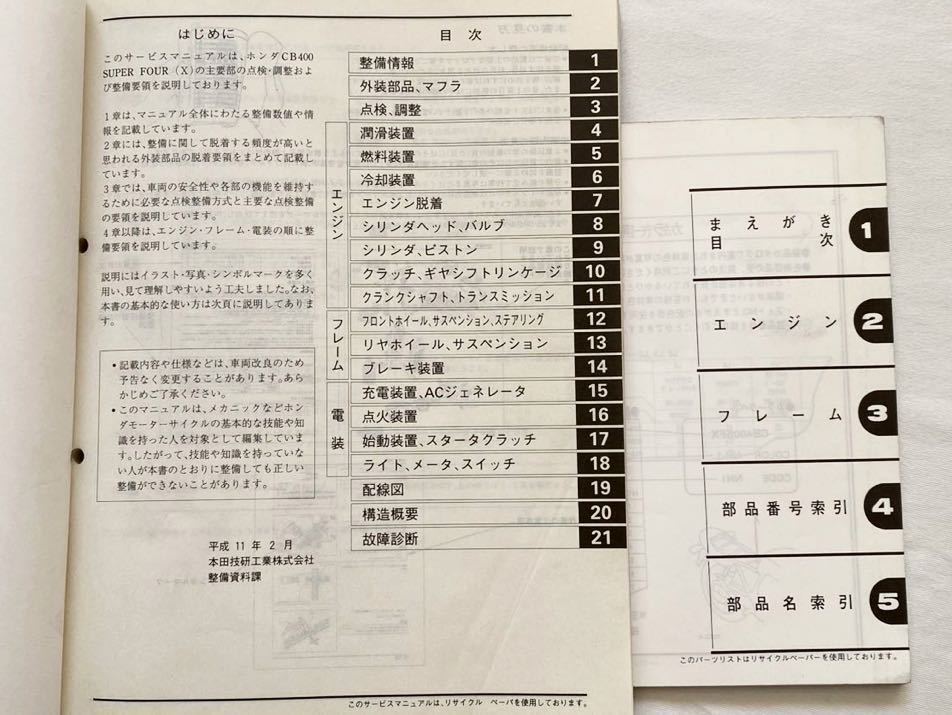 はじめに
このサービスマニュアルは、ホンダCB400
SUPER FOUR（X）の主要部の点検・調整およ
び整備要領を説明しております。
1章は、マニュアル全体にわたる整備数値や情
報を記載しています。
2章には、整備に関して脱着する頻度が高いと
思われる外装部品の脱着要領をまとめて記載し
ています。
3章では、車両の安全性や各部の機能を維持す
るために必要な点検整備方式と主要な点検整備
の要領を説明しています。
4章以降は、エンジン・フレーム・電装の順に整
備要領を説明しています。
説明にはイラスト・写真・シンボルマークを多く
用い、見て理解しやすいよう工夫しました。なお、
本書の基本的な使い方は次頁に説明してありま
す。
• 記載内容や仕様などは、車両改良のため
予告なく変更することがあります。あら
かじめご了承ください。
• このマニュアルは、メカニックなどホン
ダモーターサイクルの基本的な技能や知
識を持った人を対象として編集していま
す。したがって、技能や知識を持っていな
い人が本書のとおりに整備しても正しい
整備ができないことがあります。
平成 11 年 2 月
本田技研工業株式会社
整備資料課
目 次
整備情報 1
外装部品、マフラ 2
点検、調整 3
エンジン
潤滑装置 4
燃料装置 5
冷却装置 6
エンジン脱着 7
シリンダヘッド、バルブ 8
シリンダ、ピストン 9
クラッチ、ギヤシフトリンケージ 10
クランクシャフト、トランスミッション 11
フレーム
フロントホイール、サスペンション、ステアリング 12
リヤホイール、サスペンション 13
ブレーキ装置 14
電装
充電装置、ACジェネレータ 15
点火装置 16
始動装置、スタータクラッチ 17
ライト、メータ、スイッチ 18
配線図 19
構造概要 20
故障診断 21
このサービスマニュアルは、リサイクル ペーパを使用しております。
まえがき
目次 1
エンジン 2
フレーム 3
部品番号索引 4
部品名索引 5
このパーツリストはリサイクルペーパーを使用しております。